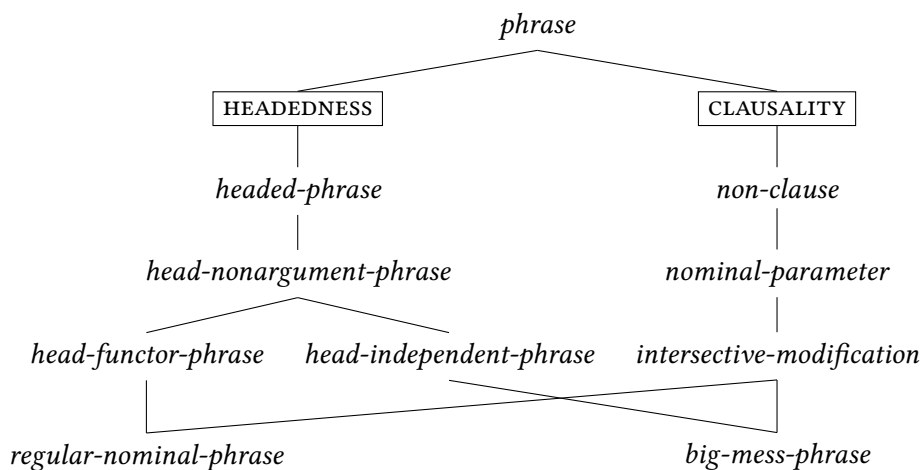 phrase
HEADEDNESS CLAUSALITY
headed-phrase non-clause
head-nonargument-phrase nominal-parameter
head-functor-phrase head-independent-phrase intersective-modification
regular-nominal-phrase big-mess-phrase